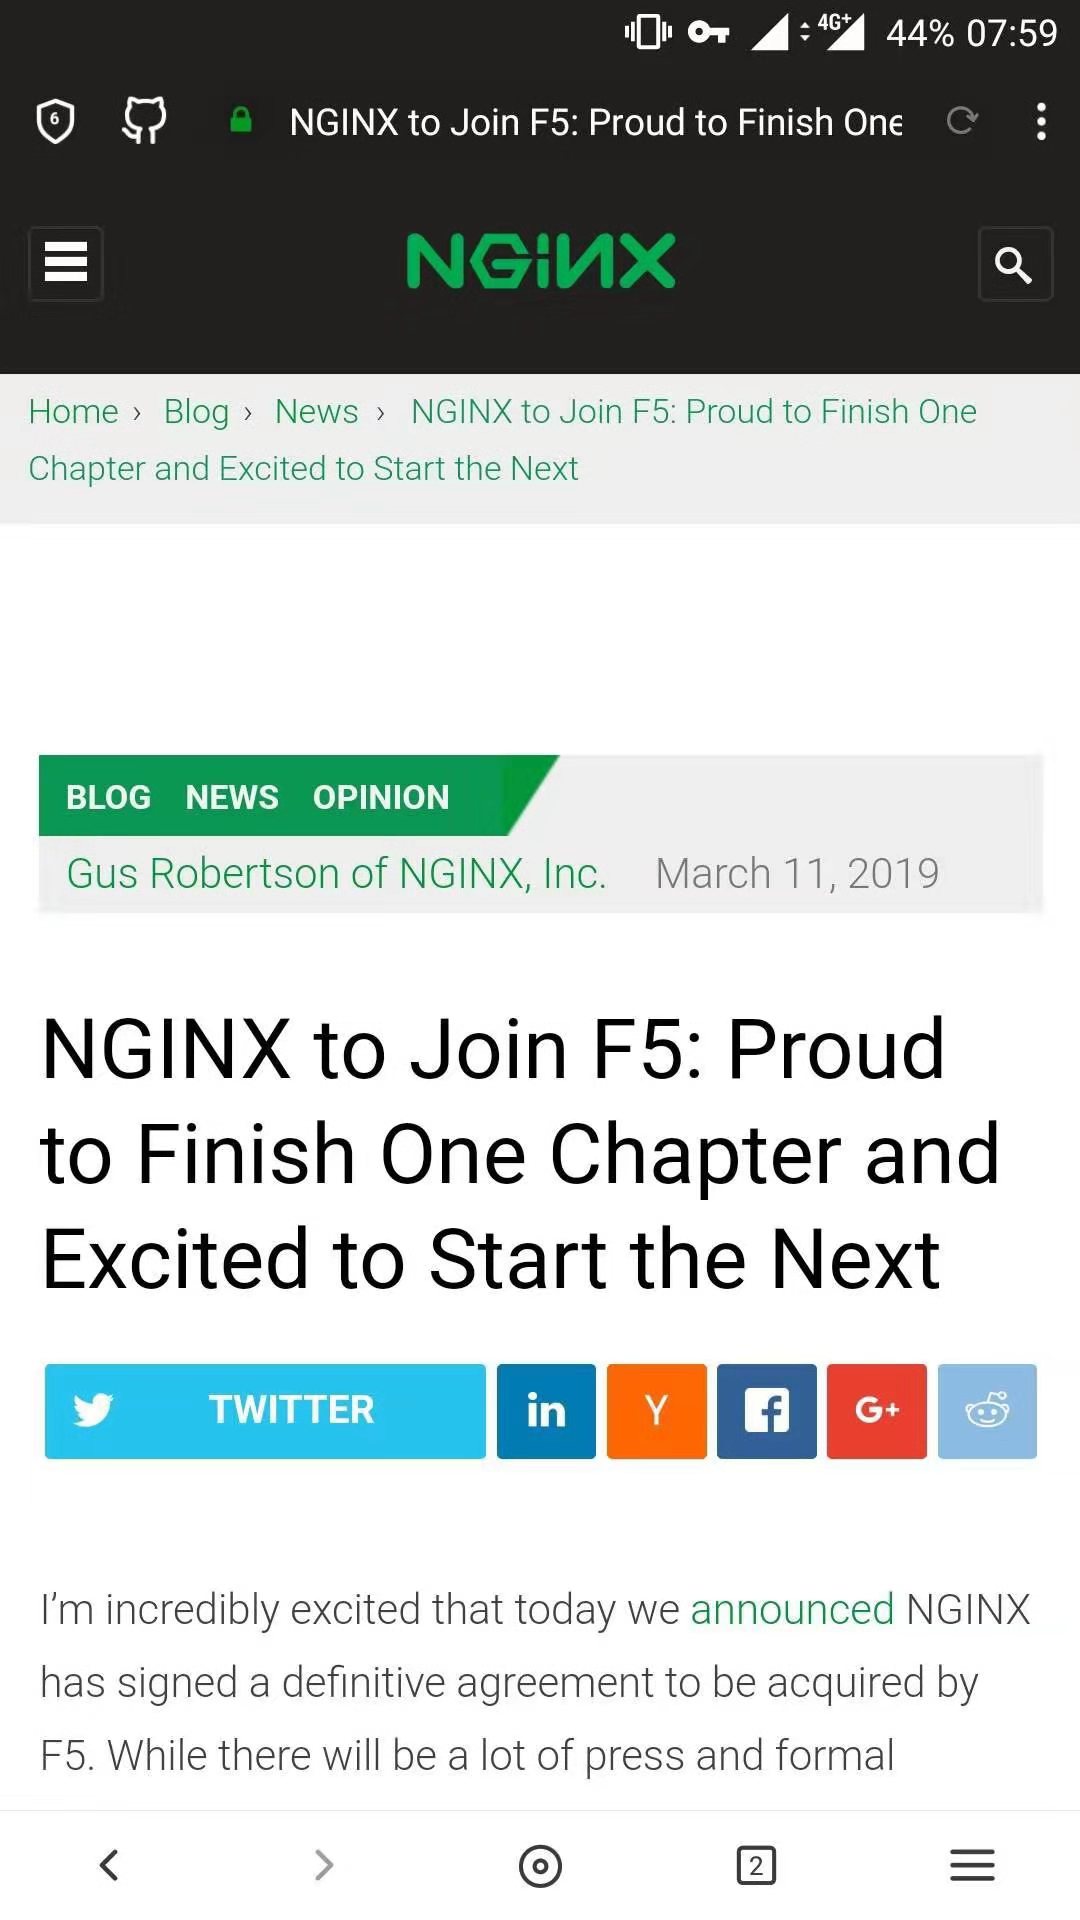 4G+ 44% 07:59
6 NGINX to Join F5: Proud to Finish One
NGINX
Home › Blog › News › NGINX to Join F5: Proud to Finish One
Chapter and Excited to Start the Next
BLOG NEWS OPINION
Gus Robertson of NGINX, Inc. March 11, 2019
NGINX to Join F5: Proud
to Finish One Chapter and
Excited to Start the Next
TWITTER in Y f G+
I’m incredibly excited that today we announced NGINX
has signed a definitive agreement to be acquired by
F5. While there will be a lot of press and formal
2